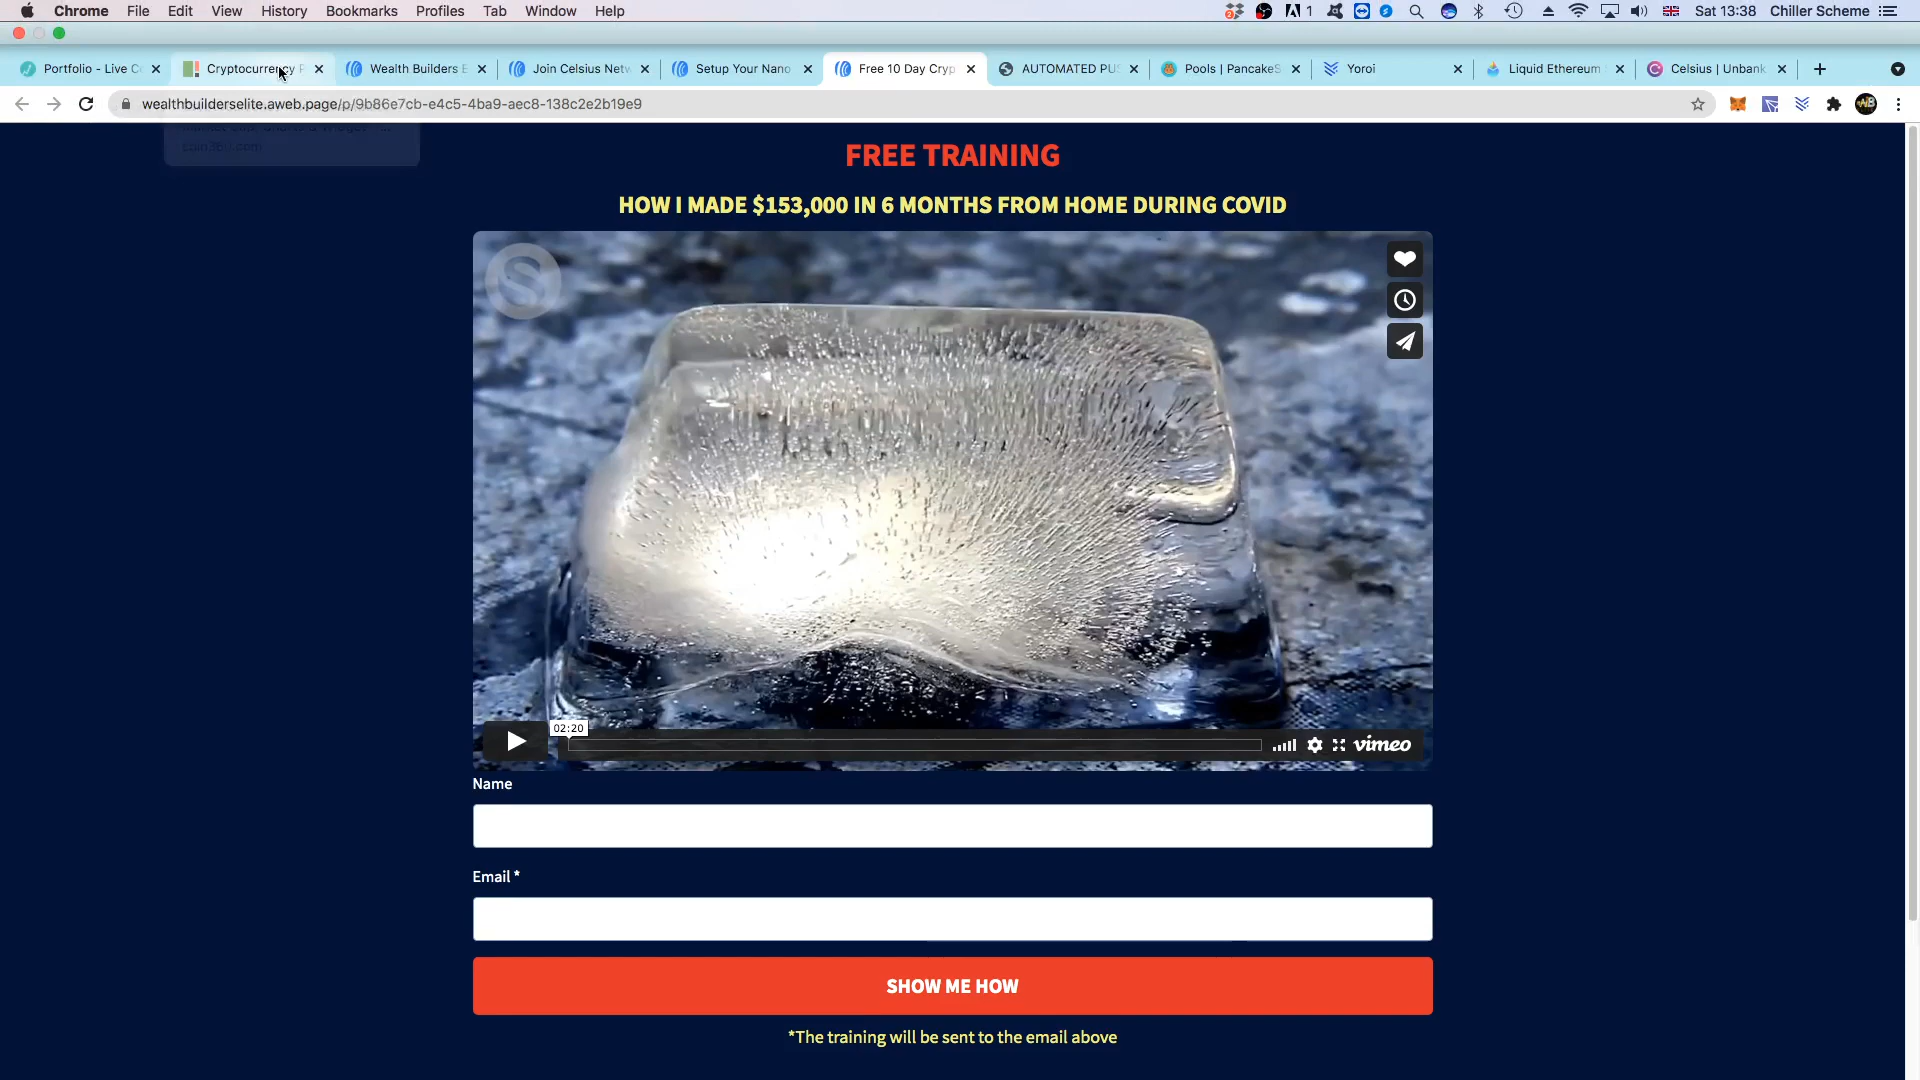 Chrome File Edit View History Bookmarks Profiles Tab Window Help 2 1 Sat 13:38 Chiller Scheme
Portfolio - Live Co Cryptocurrency P Wealth Builders E Join Celsius Netw Setup Your Nano Free 10 Day Cryp AUTOMATED PU Pools | PancakeS Yoroi Liquid Ethereum Celsius | Unbank
wealthbuilderselite.aweb.page/p/9b86e7cb-e4c5-4ba9-aec8-138c2e2b19e9
FREE TRAINING
HOW I MADE $153,000 IN 6 MONTHS FROM HOME DURING COVID
02:20
vimeo
Name
Email *
SHOW ME HOW
*The training will be sent to the email above